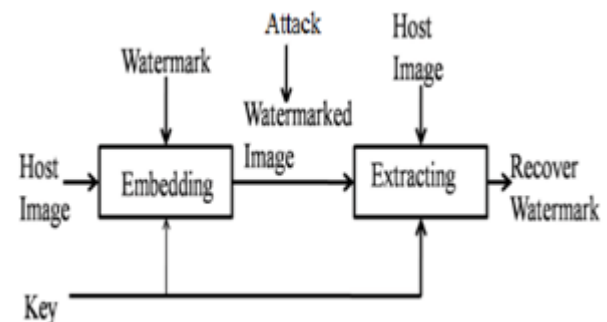 Attack
Host
Image
Watermark
Watermarked
Image
Host
Image
Embedding
Extracting
Recover
Watermark
Key